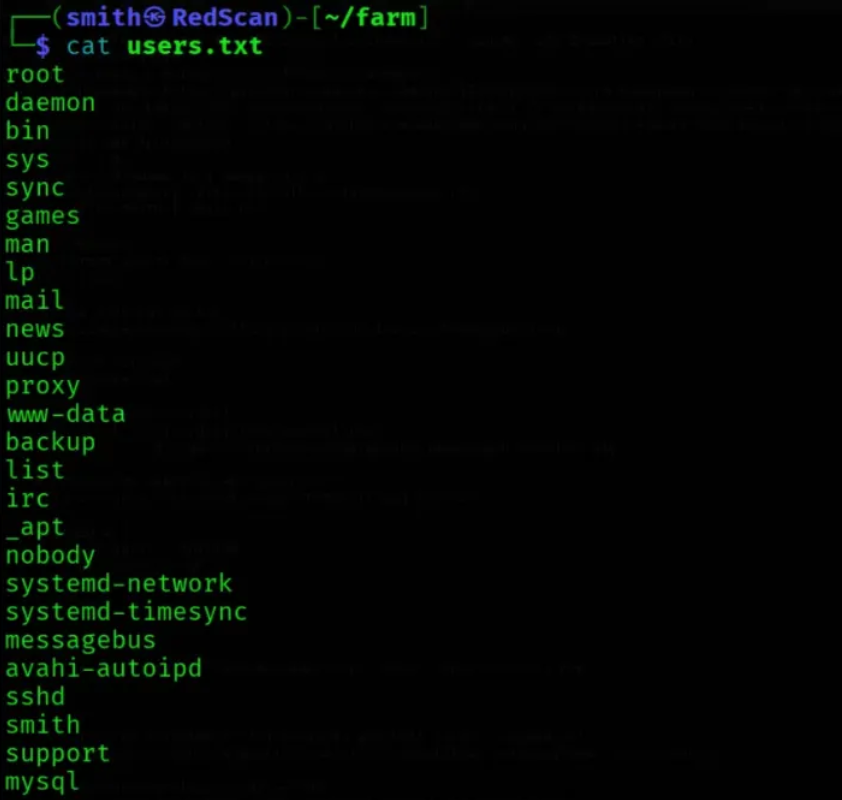 ┌──(smith㉿RedScan)-[~/farm]
└─$ cat users.txt
root
daemon
bin
sys
sync
games
man
lp
mail
news
uucp
proxy
www-data
backup
list
irc
_apt
nobody
systemd-network
systemd-timesync
messagebus
avahi-autoipd
sshd
smith
support
mysql